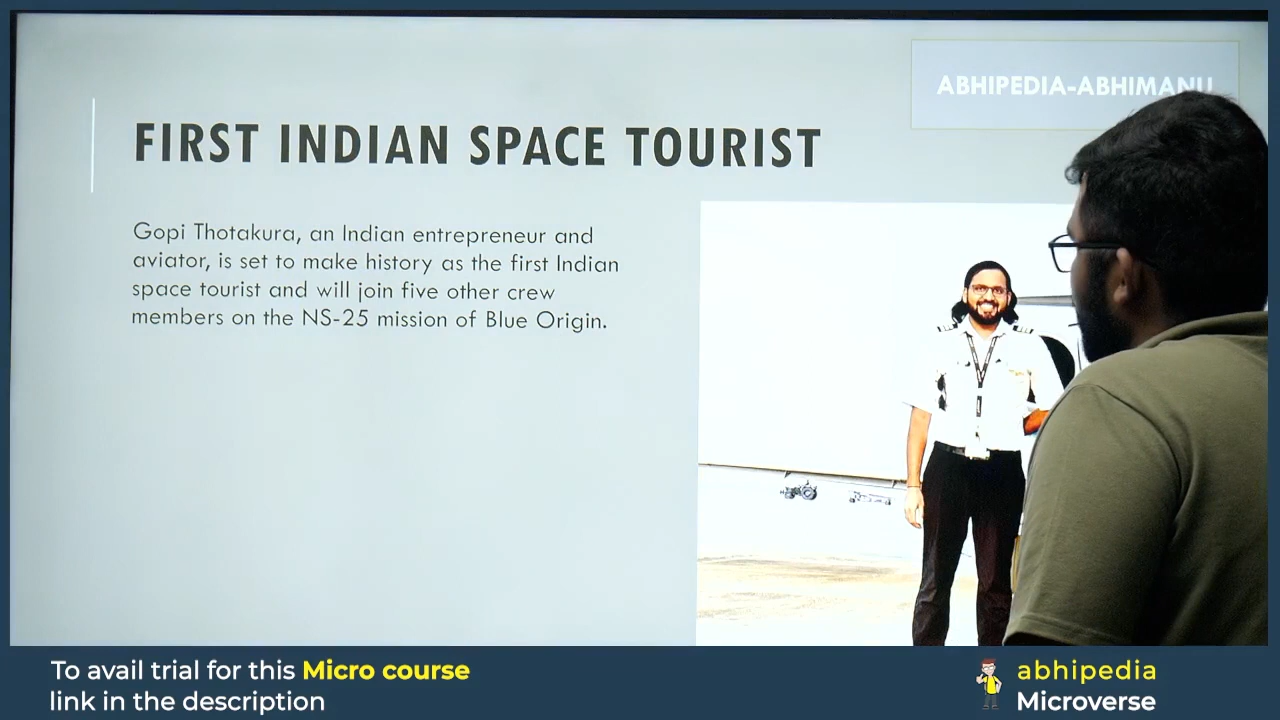 ABHIPEDIA-ABHIMANU
FIRST INDIAN SPACE TOURIST
Gopi Thotakura, an Indian entrepreneur and
aviator, is set to make history as the first Indian
space tourist and will join five other crew
members on the NS-25 mission of Blue Origin.
To avail trial for this Micro course
link in the description
abhipedia
Microverse